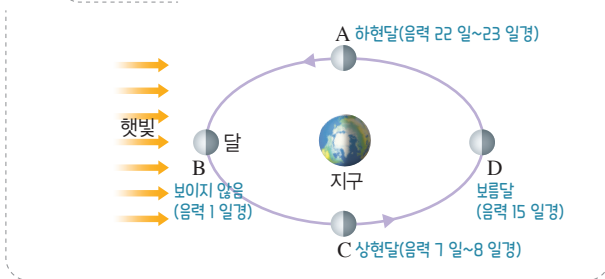 A 하현달(음력 22 일~23 일경)
햇빛
달
B
보이지 않음
(음력 1 일경)
지구
D
보름달
(음력 15 일경)
C 상현달(음력 7 일~8 일경)